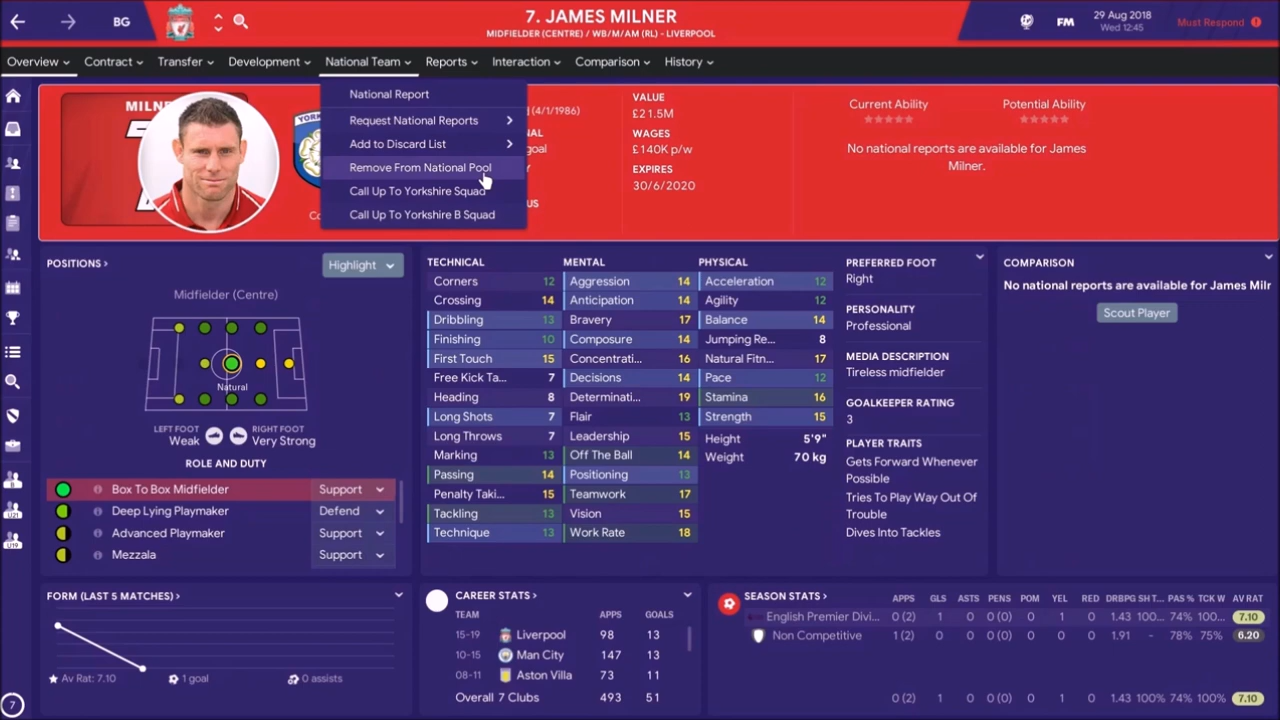 BG
7. JAMES MILNER
MIDFIELDER (CENTRE) / WB/M/AM (RL) - LIVERPOOL
FM
29 Aug 2018
Wed 12:45
Must Respond
Overview
Contract
Transfer
Development
National Team
Reports
Interaction
Comparison
History
MILN
YORK
(4/1/1986)
NAL
goal
US
Co
National Report
Request National Reports
Add to Discard List
Remove From National Pool
Call Up To Yorkshire Squad
Call Up To Yorkshire B Squad
VALUE
£21.5M
WAGES
£140K p/w
EXPIRES
30/6/2020
Current Ability
Potential Ability
No national reports are available for James
Milner.
POSITIONS >
Highlight
Midfielder (Centre)
Natural
LEFT FOOT
Weak
RIGHT FOOT
Very Strong
ROLE AND DUTY
Box To Box Midfielder Support
Deep Lying Playmaker Defend
Advanced Playmaker Support
Mezzala Support
TECHNICAL
Corners 12
Crossing 14
Dribbling 13
Finishing 10
First Touch 15
Free Kick Ta... 7
Heading 8
Long Shots 7
Long Throws 7
Marking 13
Passing 14
Penalty Taki... 15
Tackling 13
Technique 13
MENTAL
Aggression 14
Anticipation 14
Bravery 17
Composure 14
Concentrati... 16
Decisions 14
Determinati... 19
Flair 13
Leadership 15
Off The Ball 14
Positioning 13
Teamwork 17
Vision 15
Work Rate 18
PHYSICAL
Acceleration 12
Agility 12
Balance 14
Jumping Re... 8
Natural Fitn... 17
Pace 12
Stamina 16
Strength 15
Height 5'9"
Weight 70 kg
PREFERRED FOOT
Right
PERSONALITY
Professional
MEDIA DESCRIPTION
Tireless midfielder
GOALKEEPER RATING
3
PLAYER TRAITS
Gets Forward Whenever
Possible
Tries To Play Way Out Of
Trouble
Dives Into Tackles
COMPARISON
No national reports are available for James Milr
Scout Player
FORM (LAST 5 MATCHES) >
Av Rat: 7.10 1 goal 0 assists
CAREER STATS >
TEAM APPS GOALS
15-19 Liverpool 98 13
10-15 Man City 147 13
08-11 Aston Villa 73 11
Overall 7 Clubs 493 51
SEASON STATS > APPS GLS ASTS PENS POM YEL RED DRBPG SH T... PAS % TCK W AV RAT
English Premier Divi... 0 (2) 1 0 0 (0) 0 1 0 1.43 100... 74% 100... 7.10
Non Competitive 1 (2) 0 0 0 (0) 0 0 0 1.91 - 78% 75% 6.20
0 (2) 1 0 0 (0) 0 1 0 1.43 100% 74% 100% 7.10
B
U21
U19
7